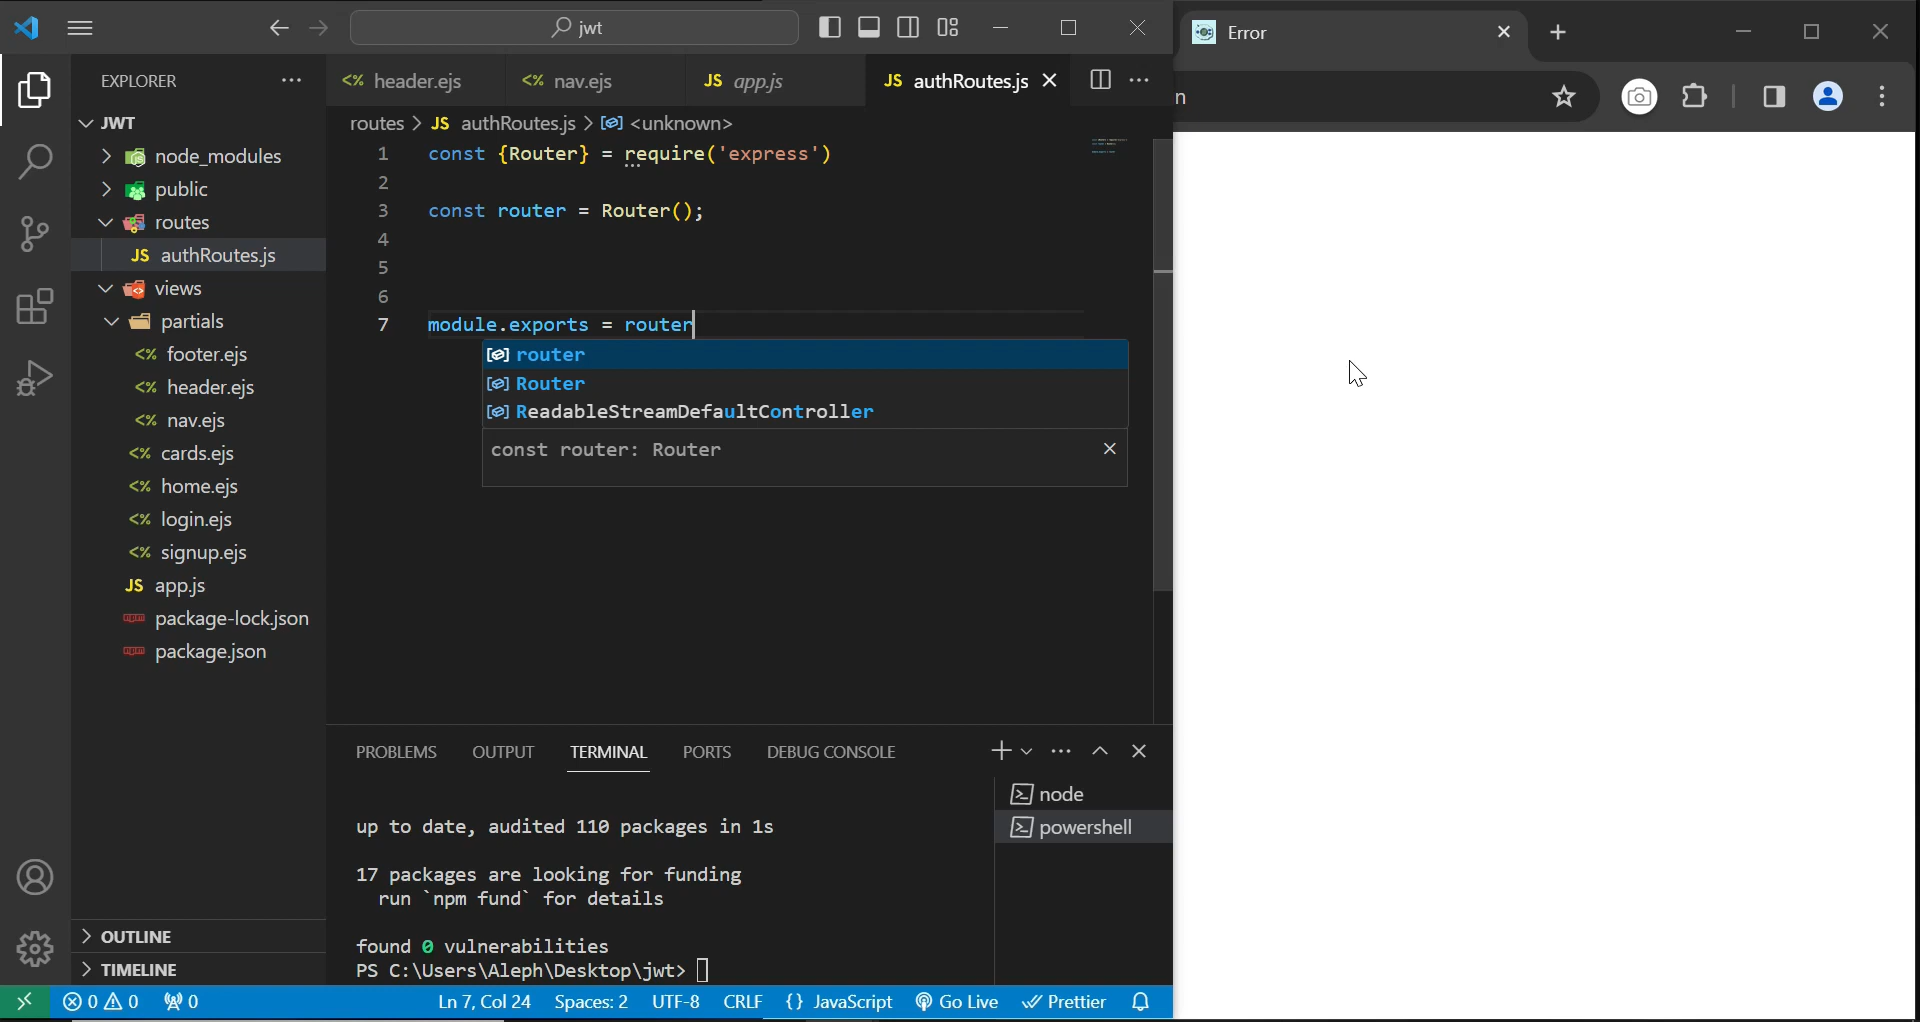 jwt
EXPLORER
JWT
node_modules
public
routes
JS authRoutes.js
views
partials
<% footer.ejs
<% header.ejs
<% nav.ejs
<% cards.ejs
<% home.ejs
<% login.ejs
<% signup.ejs
JS app.js
package-lock.json
package.json
OUTLINE
TIMELINE
<% header.ejs <% nav.ejs JS app.js JS authRoutes.js
routes > JS authRoutes.js > <unknown>
1 const {Router} = require('express')
2
3 const router = Router();
4
5
6
7 module.exports = router
router
Router
ReadableStreamDefaultController
const router: Router
PROBLEMS OUTPUT TERMINAL PORTS DEBUG CONSOLE
up to date, audited 110 packages in 1s
17 packages are looking for funding
run `npm fund` for details
found 0 vulnerabilities
PS C:\Users\Aleph\Desktop\jwt>
node
powershell
0 0 0 Ln 7, Col 24 Spaces: 2 UTF-8 CRLF {} JavaScript Go Live Prettier
Error
n